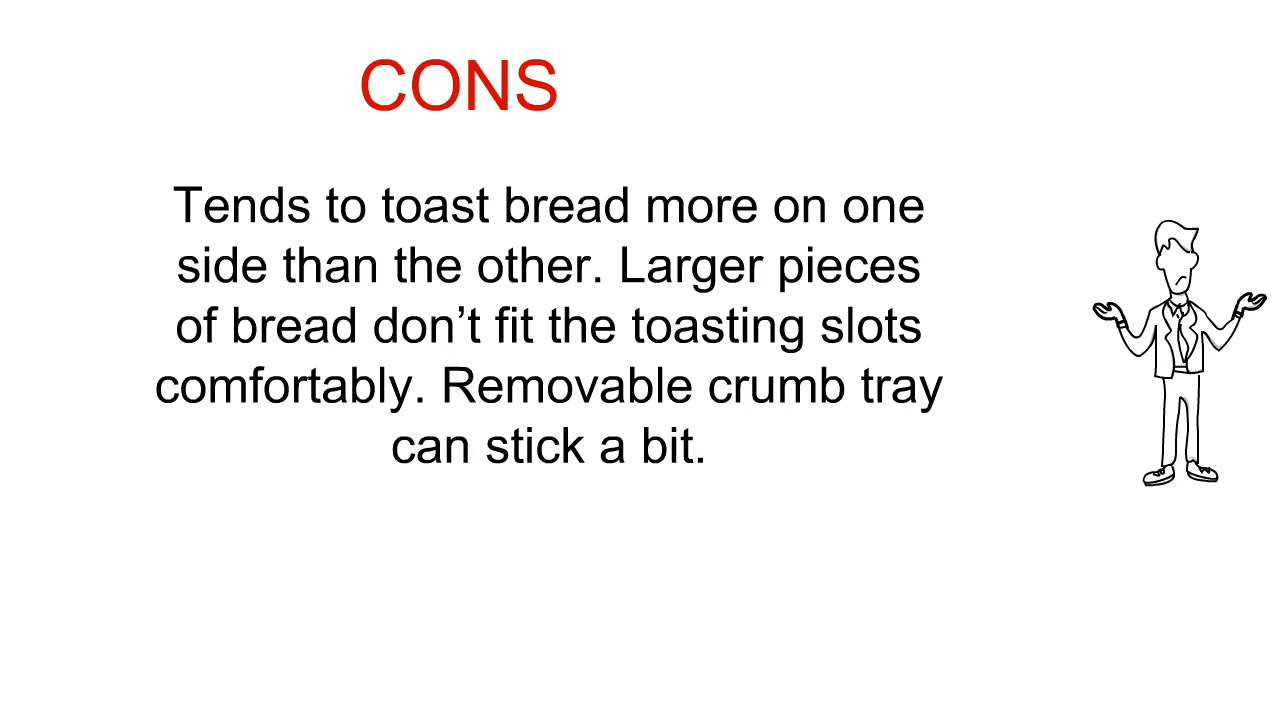 CONS
Tends to toast bread more on one
side than the other. Larger pieces
of bread don’t fit the toasting slots
comfortably. Removable crumb tray
can stick a bit.